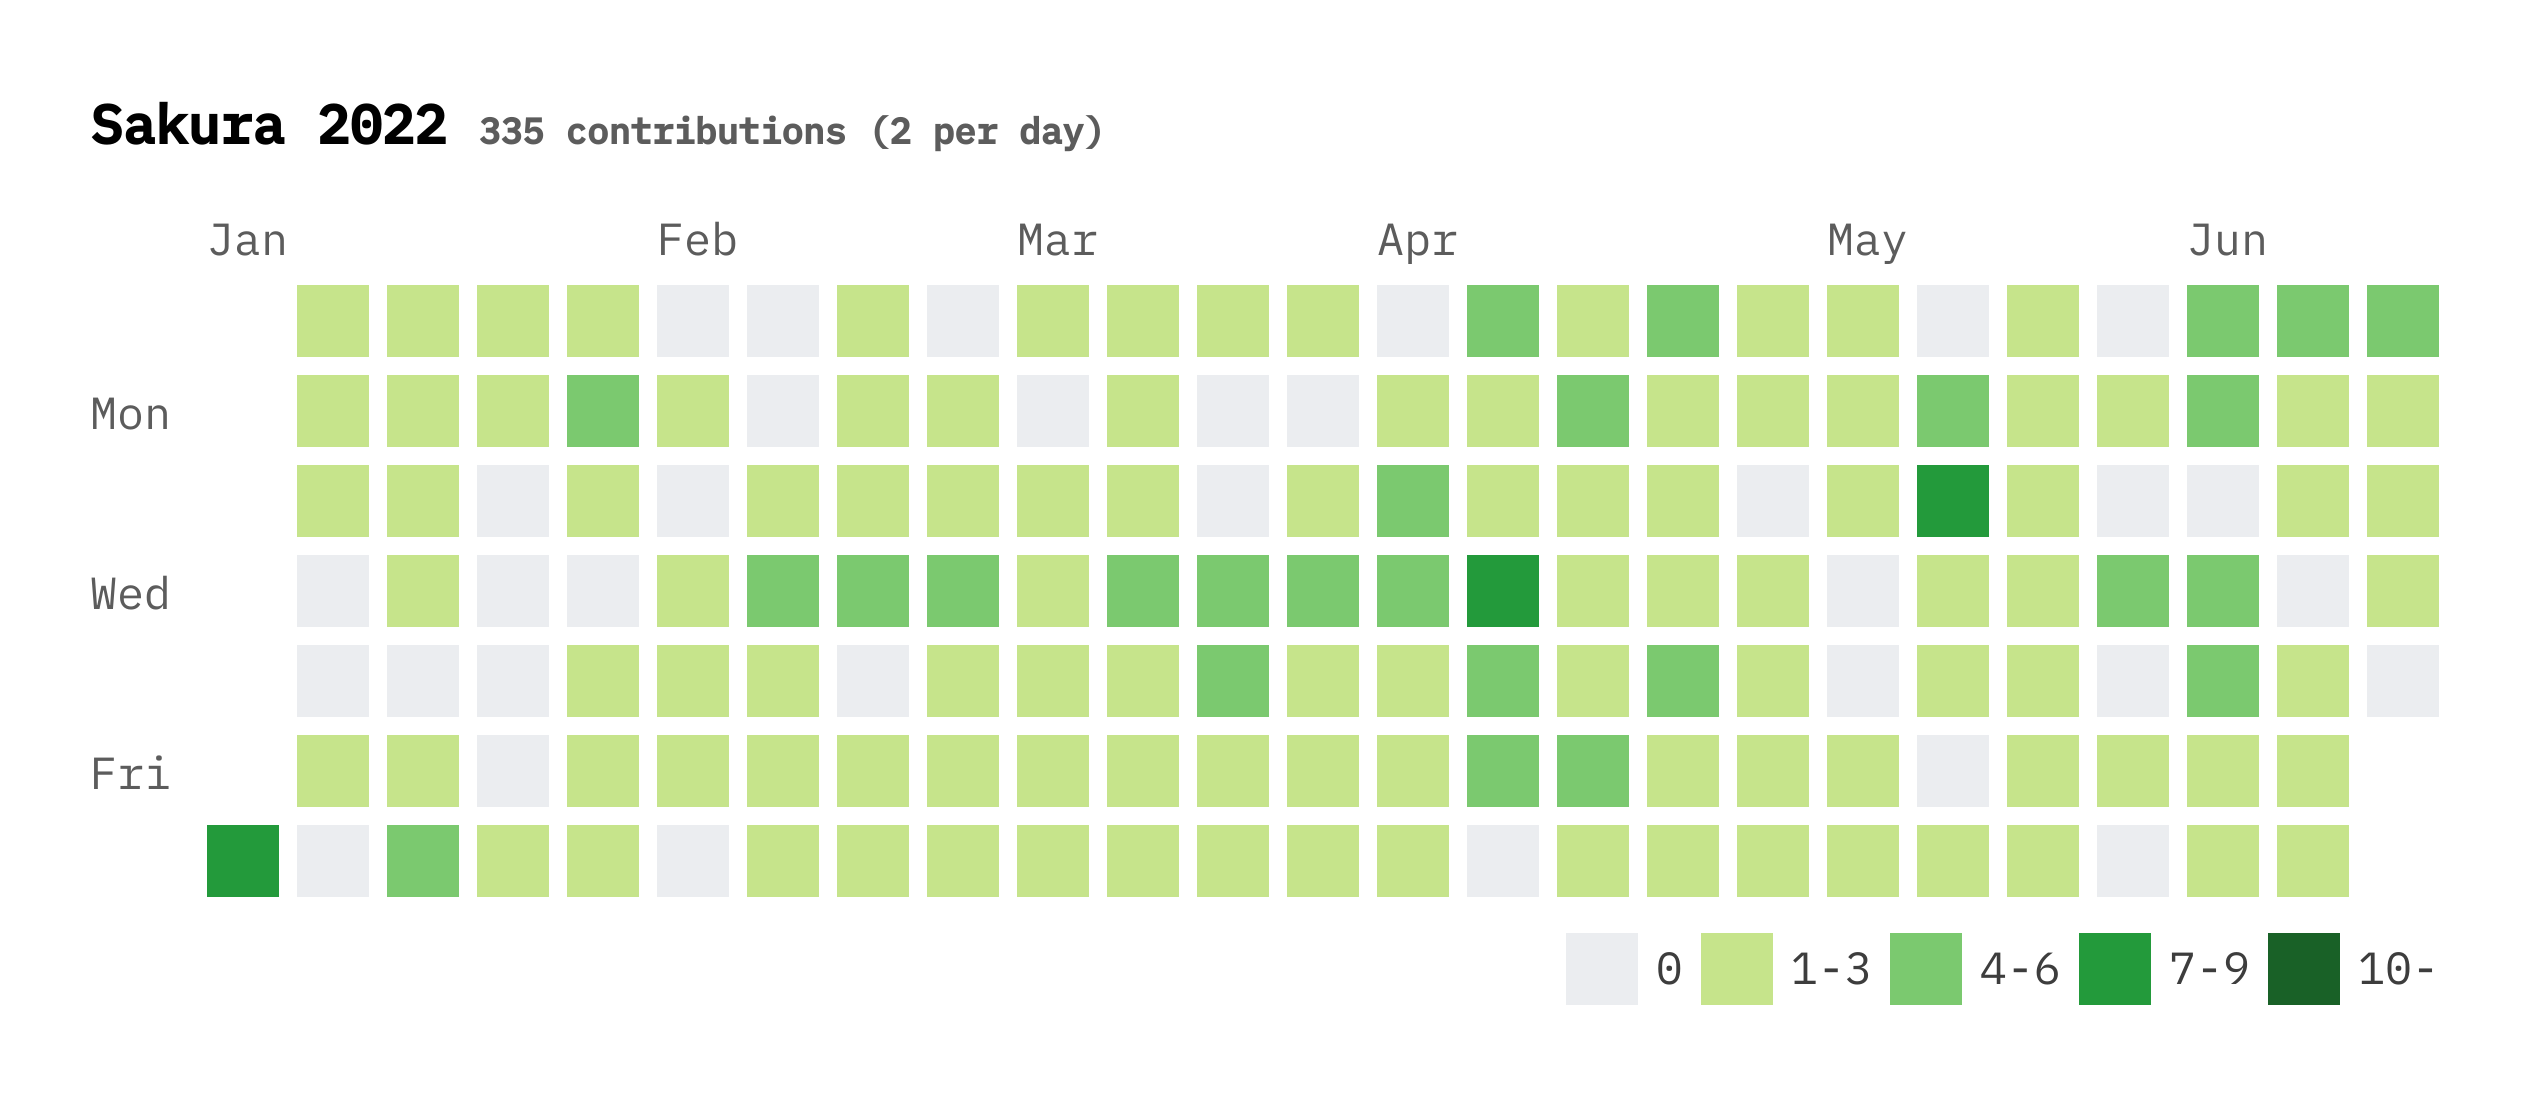 Sakura 2022 335 contributions (2 per day)
Jan Feb Mar Apr May Jun
Mon
Wed
Fri
0 1-3 4-6 7-9 10-